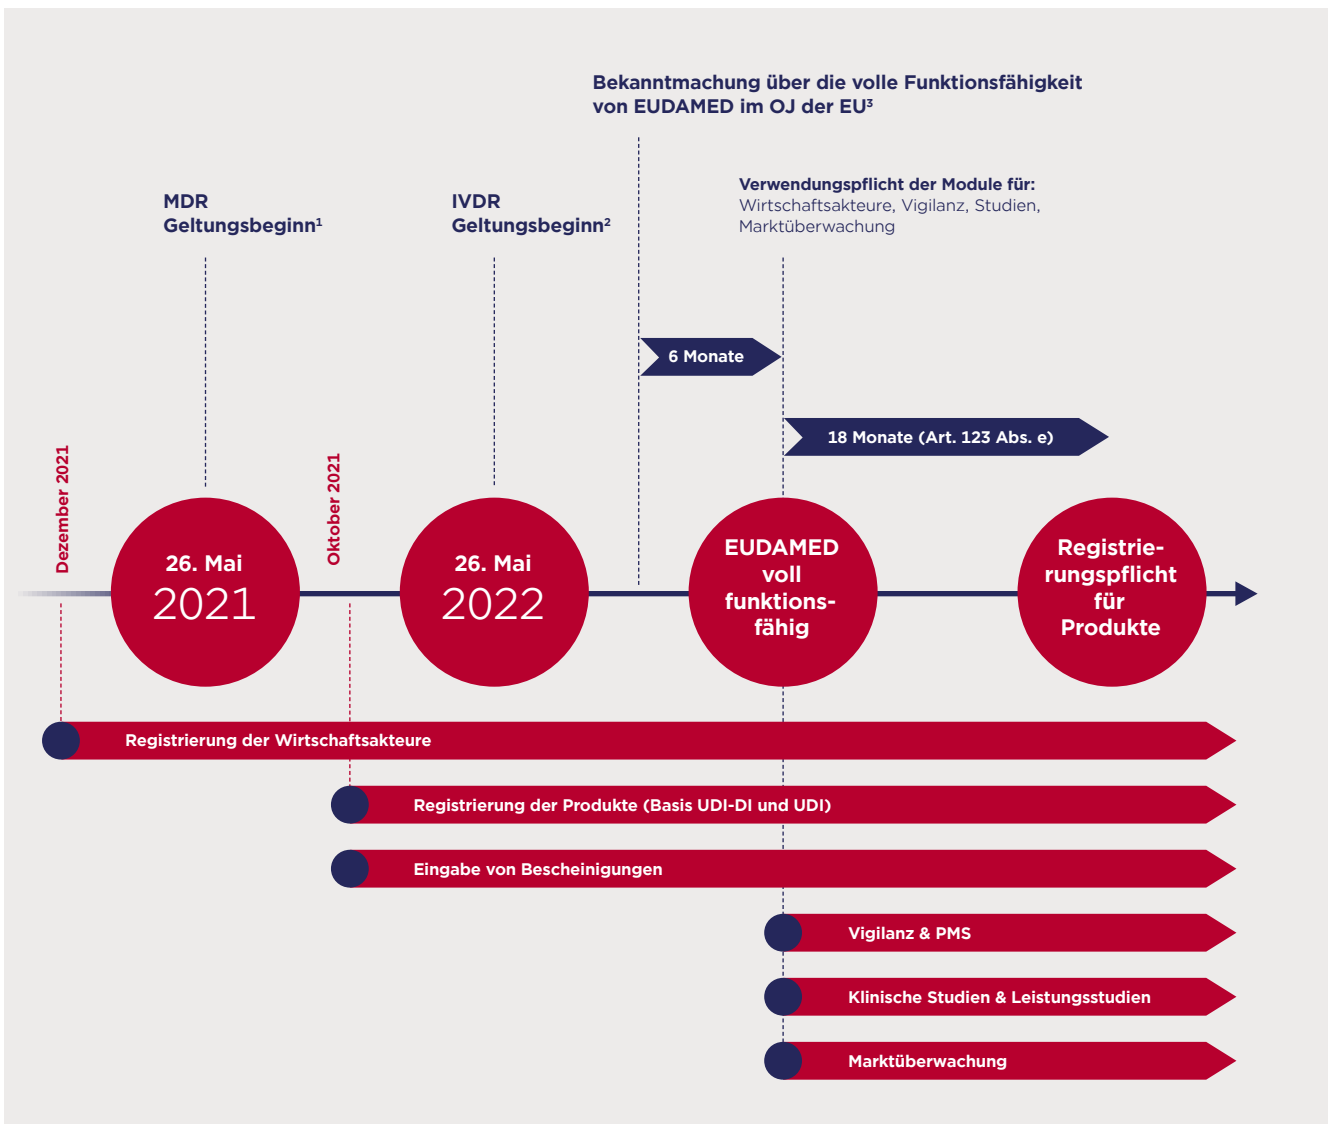 Bekanntmachung über die volle Funktionsfähigkeit
von EUDAMED im OJ der EU³
Verwendungspflicht der Module für:
Wirtschaftsakteure, Vigilanz, Studien,
Marktüberwachung
MDR
Geltungsbeginn¹
IVDR
Geltungsbeginn²
6 Monate
18 Monate (Art. 123 Abs. e)
Dezember 2021
26. Mai
2021
Oktober 2021
26. Mai
2022
EUDAMED
voll
funktions-
fähig
Registrie-
rungspflicht
für
Produkte
Registrierung der Wirtschaftsakteure
Registrierung der Produkte (Basis UDI-DI und UDI)
Eingabe von Bescheinigungen
Vigilanz & PMS
Klinische Studien & Leistungsstudien
Marktüberwachung